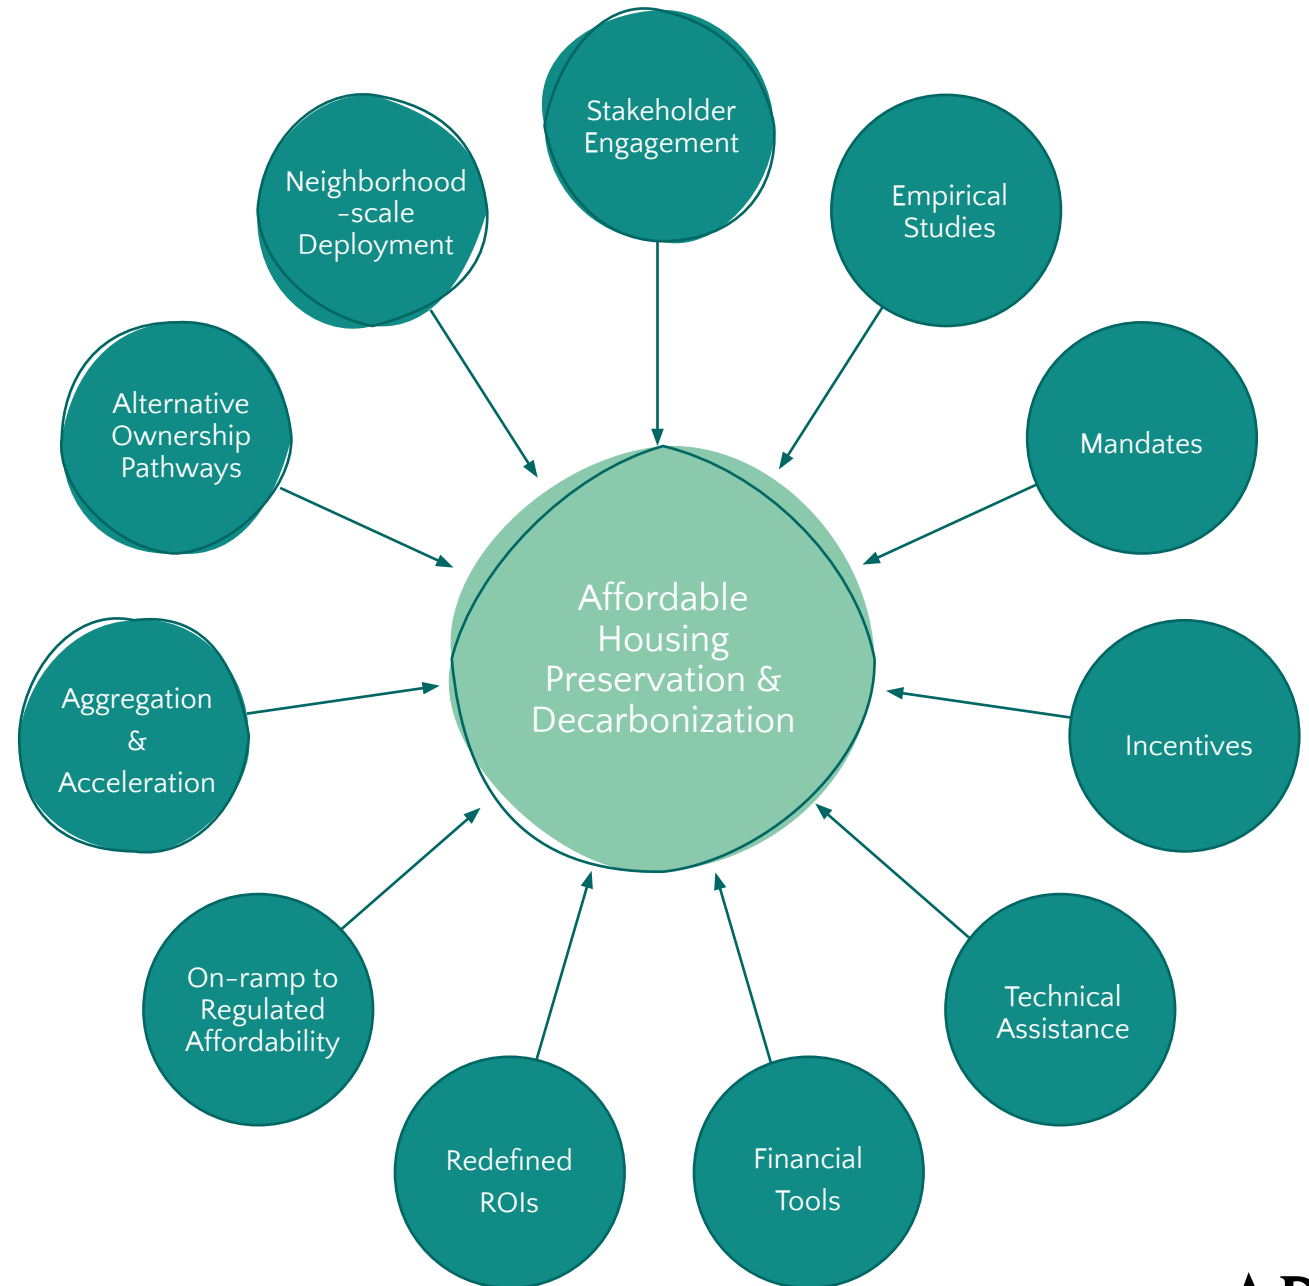 Stakeholder
Engagement
Empirical
Studies
Mandates
Incentives
Technical
Assistance
Financial
Tools
Redefined
ROIs
On-ramp to
Regulated
Affordability
Aggregation
&
Acceleration
Alternative
Ownership
Pathways
Neighborhood
-scale
Deployment
Affordable
Housing
Preservation &
Decarbonization